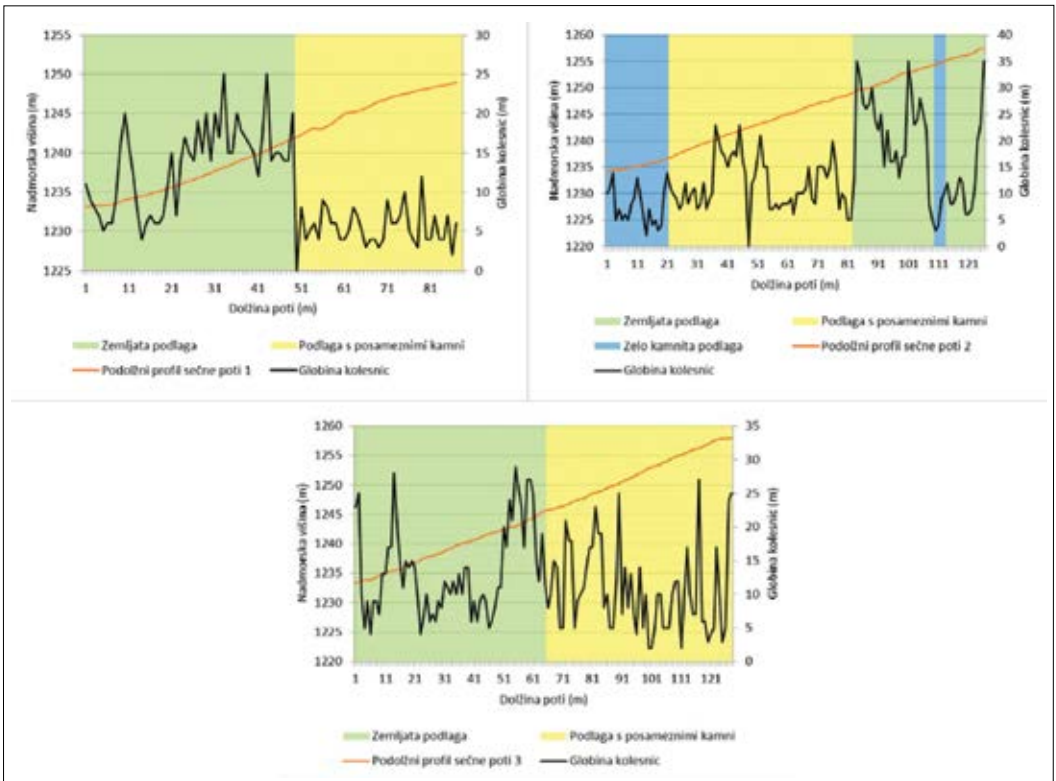 1255
1250
1245
1240
1235
1230
1225
Nadmorska višina (m)
30
25
20
15
10
5
0
Globina kolesnic (m)
1 11 21 31 41 51 61 71 81
Dolžina poti (m)
Zemljata podlaga
Podlaga s posameznimi kamni
Podolžni profil sečne poti 1
Globina kolesnic
1260
1255
1250
1245
1240
1235
1230
1225
1220
Nadmorska višina (m)
40
35
30
25
20
15
10
5
0
Globina kolesnic (m)
1 11 21 31 41 51 61 71 81 91 101 111 121
Dolžina poti (m)
Zemljata podlaga
Podlaga s posameznimi kamni
Zelo kamnita podlaga
Podolžni profil sečne poti 2
Globina kolesnic
1260
1255
1250
1245
1240
1235
1230
1225
1220
Nadmorska višina (m)
35
30
25
20
15
10
5
0
Globina kolesnic (m)
1 11 21 31 41 51 61 71 81 91 101 111 121
Dolžina poti (m)
Zemljata podlaga
Podlaga s posameznimi kamni
Podolžni profil sečne poti 3
Globina kolesnic